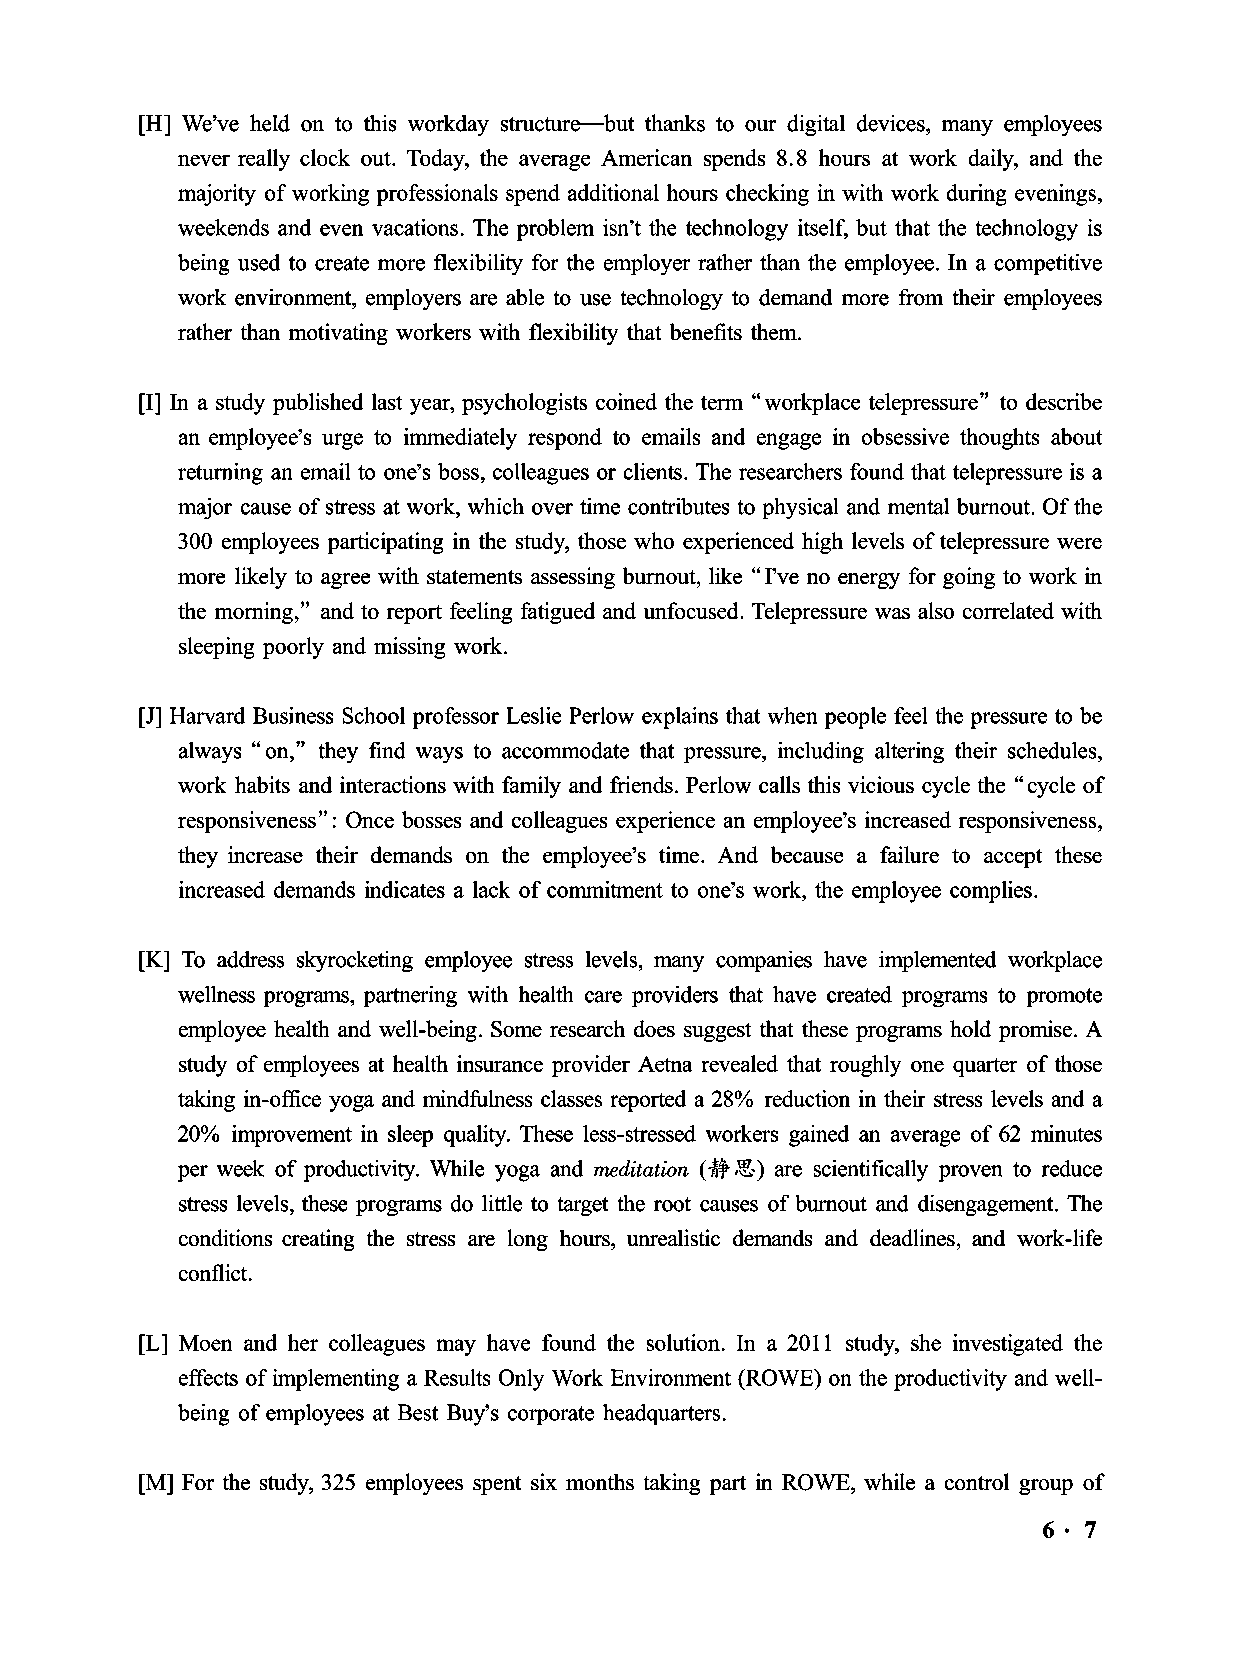 [H] We've held on to this workday structure—but thanks to our digital devices, many employees
never really clock out. Today, the average American spends 8.8 hours at work daily, and the
majority of working professionals spend additional hours checking in with work during evenings,
weekends and even vacations. The problem isn't the technology itself, but that the technology is
being used to create more flexibility for the employer rather than the employee. In a competitive
work environment, employers are able to use technology to demand more from their employees
rather than motivating workers with flexibility that benefits them.
[I] In a study published last year, psychologists coined the term “workplace telepressure” to describe
an employee's urge to immediately respond to emails and engage in obsessive thoughts about
returning an email to one's boss, colleagues or clients. The researchers found that telepressure is a
major cause of stress at work, which over time contributes to physical and mental burnout. Of the
300 employees participating in the study, those who experienced high levels of telepressure were
more likely to agree with statements assessing burnout, like “I've no energy for going to work in
the morning,” and to report feeling fatigued and unfocused. Telepressure was also correlated with
sleeping poorly and missing work.
[J] Harvard Business School professor Leslie Perlow explains that when people feel the pressure to be
always “on,” they find ways to accommodate that pressure, including altering their schedules,
work habits and interactions with family and friends. Perlow calls this vicious cycle the “cycle of
responsiveness”: Once bosses and colleagues experience an employee's increased responsiveness,
they increase their demands on the employee's time. And because a failure to accept these
increased demands indicates a lack of commitment to one's work, the employee complies.
[K] To address skyrocketing employee stress levels, many companies have implemented workplace
wellness programs, partnering with health care providers that have created programs to promote
employee health and well-being. Some research does suggest that these programs hold promise. A
study of employees at health insurance provider Aetna revealed that roughly one quarter of those
taking in-office yoga and mindfulness classes reported a 28% reduction in their stress levels and a
20% improvement in sleep quality. These less-stressed workers gained an average of 62 minutes
per week of productivity. While yoga and meditation (静思) are scientifically proven to reduce
stress levels, these programs do little to target the root causes of burnout and disengagement. The
conditions creating the stress are long hours, unrealistic demands and deadlines, and work-life
conflict.
[L] Moen and her colleagues may have found the solution. In a 2011 study, she investigated the
effects of implementing a Results Only Work Environment (ROWE) on the productivity and well-
being of employees at Best Buy's corporate headquarters.
[M] For the study, 325 employees spent six months taking part in ROWE, while a control group of
6 · 7